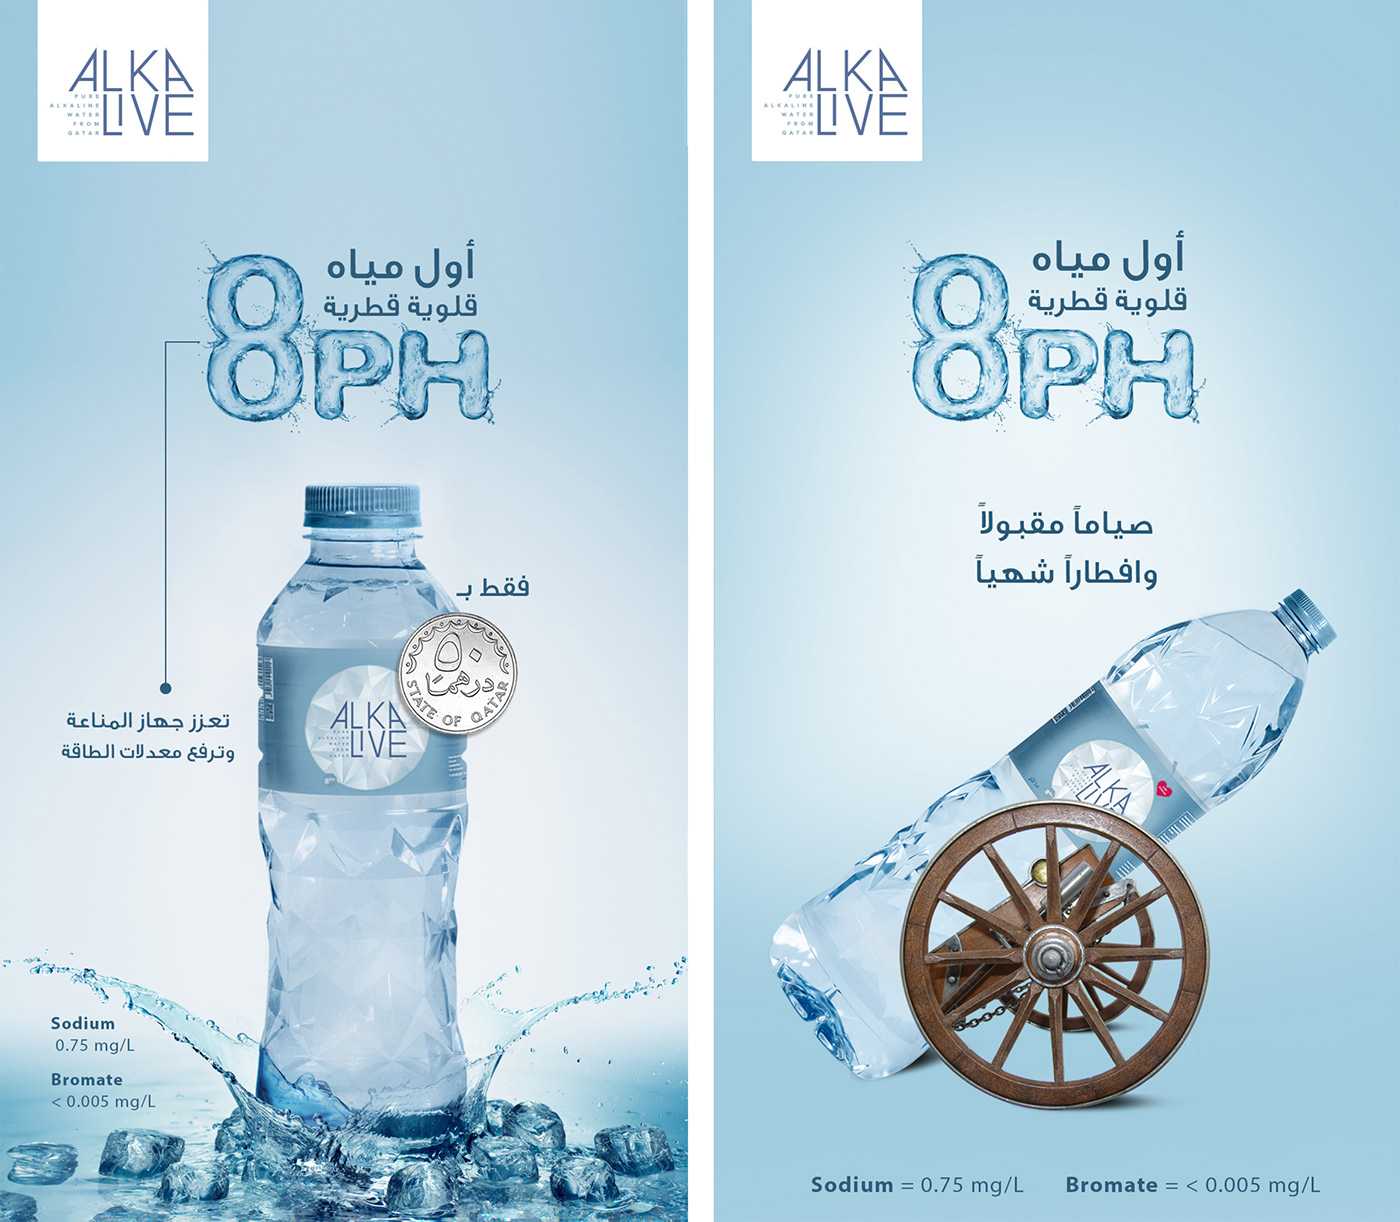 ALKA
LIVE
PURE
ALKALINE
WATER
FROM
QATAR
أول مياه
قلوية قطرية
8PH
فقط بـ
٥٠
درهمًا
STATE OF QATAR
ALKA
LIVE
تعزز جهاز المناعة
وترفع معدلات الطاقة
Sodium
0.75 mg/L
Bromate
< 0.005 mg/L
ALKA
LIVE
PURE
ALKALINE
WATER
FROM
QATAR
أول مياه
قلوية قطرية
8PH
صياماً مقبولاً
وافطاراً شهياً
ALKA
LIVE
Sodium = 0.75 mg/L
Bromate = < 0.005 mg/L